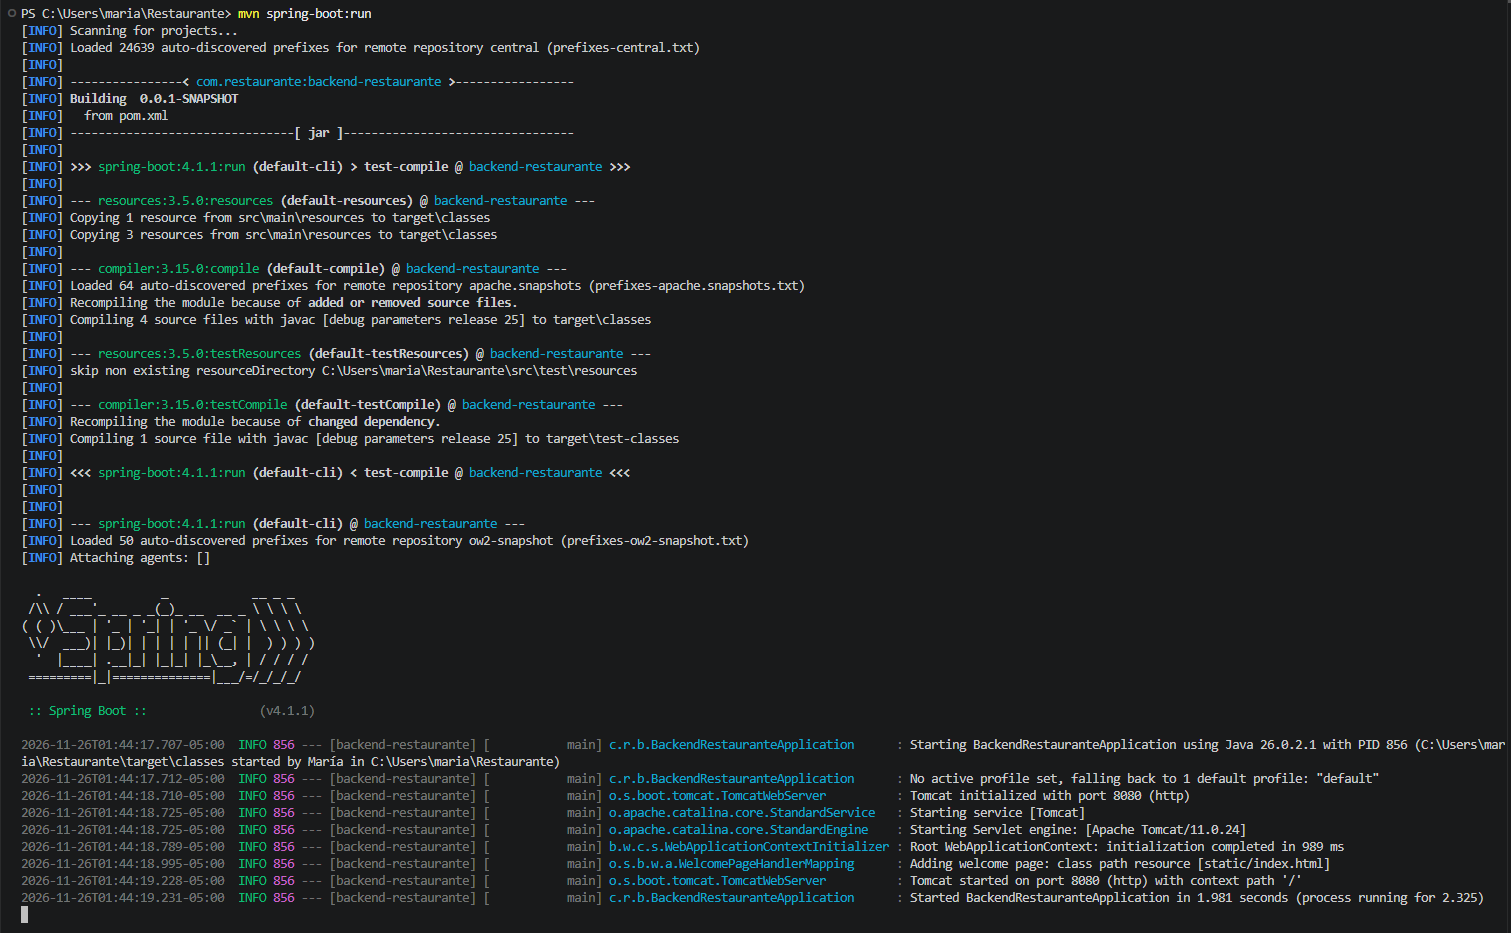 PS C:\Users\maria\Restaurante> mvn spring-boot:run
[INFO] Scanning for projects...
[INFO] Loaded 24639 auto-discovered prefixes for remote repository central (prefixes-central.txt)
[INFO]
[INFO] ----------------< com.restaurante:backend-restaurante >-----------------
[INFO] Building  0.0.1-SNAPSHOT
[INFO]   from pom.xml
[INFO] --------------------------------[ jar ]---------------------------------
[INFO]
[INFO] >>> spring-boot:4.1.1:run (default-cli) > test-compile @ backend-restaurante >>>
[INFO]
[INFO] --- resources:3.5.0:resources (default-resources) @ backend-restaurante ---
[INFO] Copying 1 resource from src\main\resources to target\classes
[INFO] Copying 3 resources from src\main\resources to target\classes
[INFO]
[INFO] --- compiler:3.15.0:compile (default-compile) @ backend-restaurante ---
[INFO] Loaded 64 auto-discovered prefixes for remote repository apache.snapshots (prefixes-apache.snapshots.txt)
[INFO] Recompiling the module because of added or removed source files.
[INFO] Compiling 4 source files with javac [debug parameters release 25] to target\classes
[INFO]
[INFO] --- resources:3.5.0:testResources (default-testResources) @ backend-restaurante ---
[INFO] skip non existing resourceDirectory C:\Users\maria\Restaurante\src\test\resources
[INFO]
[INFO] --- compiler:3.15.0:testCompile (default-testCompile) @ backend-restaurante ---
[INFO] Recompiling the module because of changed dependency.
[INFO] Compiling 1 source file with javac [debug parameters release 25] to target\test-classes
[INFO]
[INFO] <<< spring-boot:4.1.1:run (default-cli) < test-compile @ backend-restaurante <<<
[INFO]
[INFO]
[INFO] --- spring-boot:4.1.1:run (default-cli) @ backend-restaurante ---
[INFO] Loaded 50 auto-discovered prefixes for remote repository ow2-snapshot (prefixes-ow2-snapshot.txt)
[INFO] Attaching agents: []

  .   ____          _            __ _ _
 /\\ / ___'_ __ _ _(_)_ __  __ _ \ \ \ \
( ( )\___ | '_ | '_| | '_ \/ _` | \ \ \ \
 \\/  ___)| |_)| | | | | || (_| |  ) ) ) )
  '  |____| .__|_| |_|_| |_\__, | / / / /
 =========|_|==============|___/=/_/_/_/

 :: Spring Boot ::                (v4.1.1)

2026-11-26T01:44:17.707-05:00  INFO 856 --- [backend-restaurante] [           main] c.r.b.BackendRestauranteApplication      : Starting BackendRestauranteApplication using Java 26.0.2.1 with PID 856 (C:\Users\mar
ia\Restaurante\target\classes started by María in C:\Users\maria\Restaurante)
2026-11-26T01:44:17.712-05:00  INFO 856 --- [backend-restaurante] [           main] c.r.b.BackendRestauranteApplication      : No active profile set, falling back to 1 default profile: "default"
2026-11-26T01:44:18.710-05:00  INFO 856 --- [backend-restaurante] [           main] o.s.boot.tomcat.TomcatWebServer          : Tomcat initialized with port 8080 (http)
2026-11-26T01:44:18.725-05:00  INFO 856 --- [backend-restaurante] [           main] o.apache.catalina.core.StandardService   : Starting service [Tomcat]
2026-11-26T01:44:18.725-05:00  INFO 856 --- [backend-restaurante] [           main] o.apache.catalina.core.StandardEngine    : Starting Servlet engine: [Apache Tomcat/11.0.24]
2026-11-26T01:44:18.789-05:00  INFO 856 --- [backend-restaurante] [           main] b.w.c.s.WebApplicationContextInitializer : Root WebApplicationContext: initialization completed in 989 ms
2026-11-26T01:44:18.995-05:00  INFO 856 --- [backend-restaurante] [           main] o.s.b.w.a.WelcomePageHandlerMapping      : Adding welcome page: class path resource [static/index.html]
2026-11-26T01:44:19.228-05:00  INFO 856 --- [backend-restaurante] [           main] o.s.boot.tomcat.TomcatWebServer          : Tomcat started on port 8080 (http) with context path '/'
2026-11-26T01:44:19.231-05:00  INFO 856 --- [backend-restaurante] [           main] c.r.b.BackendRestauranteApplication      : Started BackendRestauranteApplication in 1.981 seconds (process running for 2.325)